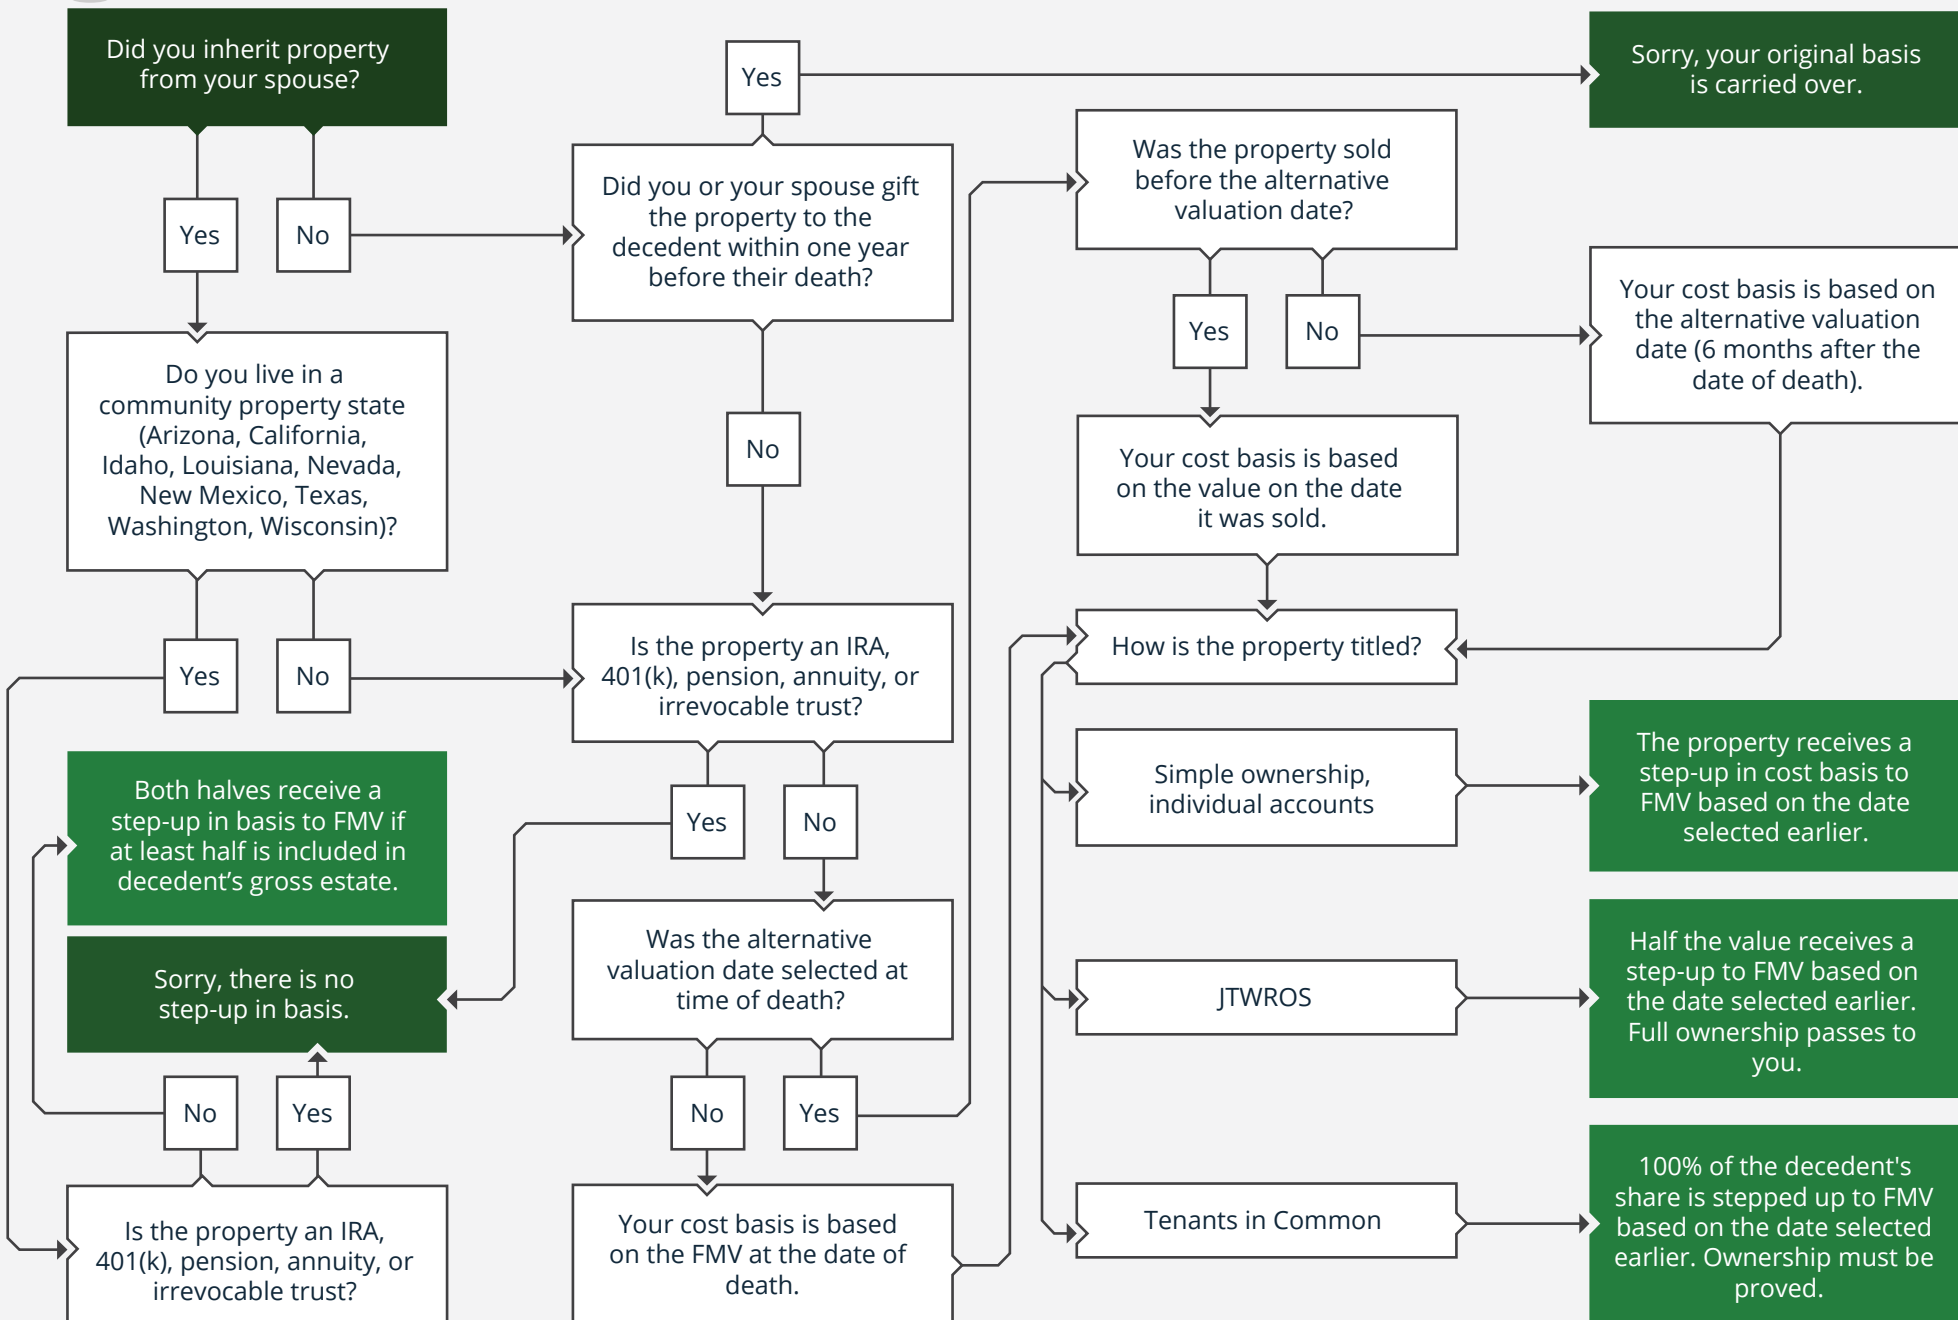 Did you inherit property
from your spouse?
Yes
No
Do you live in a
community property state
(Arizona, California,
Idaho, Louisiana, Nevada,
New Mexico, Texas,
Washington, Wisconsin)?
Yes
No
Both halves receive a
step-up in basis to FMV if
at least half is included in
decedent’s gross estate.
Sorry, there is no
step-up in basis.
No
Yes
Is the property an IRA,
401(k), pension, annuity, or
irrevocable trust?
Yes
Did you or your spouse gift
the property to the
decedent within one year
before their death?
No
Is the property an IRA,
401(k), pension, annuity, or
irrevocable trust?
Yes
No
Was the alternative
valuation date selected at
time of death?
No
Yes
Your cost basis is based
on the FMV at the date of
death.
Was the property sold
before the alternative
valuation date?
Yes
No
Your cost basis is based
on the value on the date
it was sold.
How is the property titled?
Simple ownership,
individual accounts
JTWROS
Tenants in Common
Sorry, your original basis
is carried over.
Your cost basis is based on
the alternative valuation
date (6 months after the
date of death).
The property receives a
step-up in cost basis to
FMV based on the date
selected earlier.
Half the value receives a
step-up to FMV based on
the date selected earlier.
Full ownership passes to
you.
100% of the decedent's
share is stepped up to FMV
based on the date selected
earlier. Ownership must be
proved.